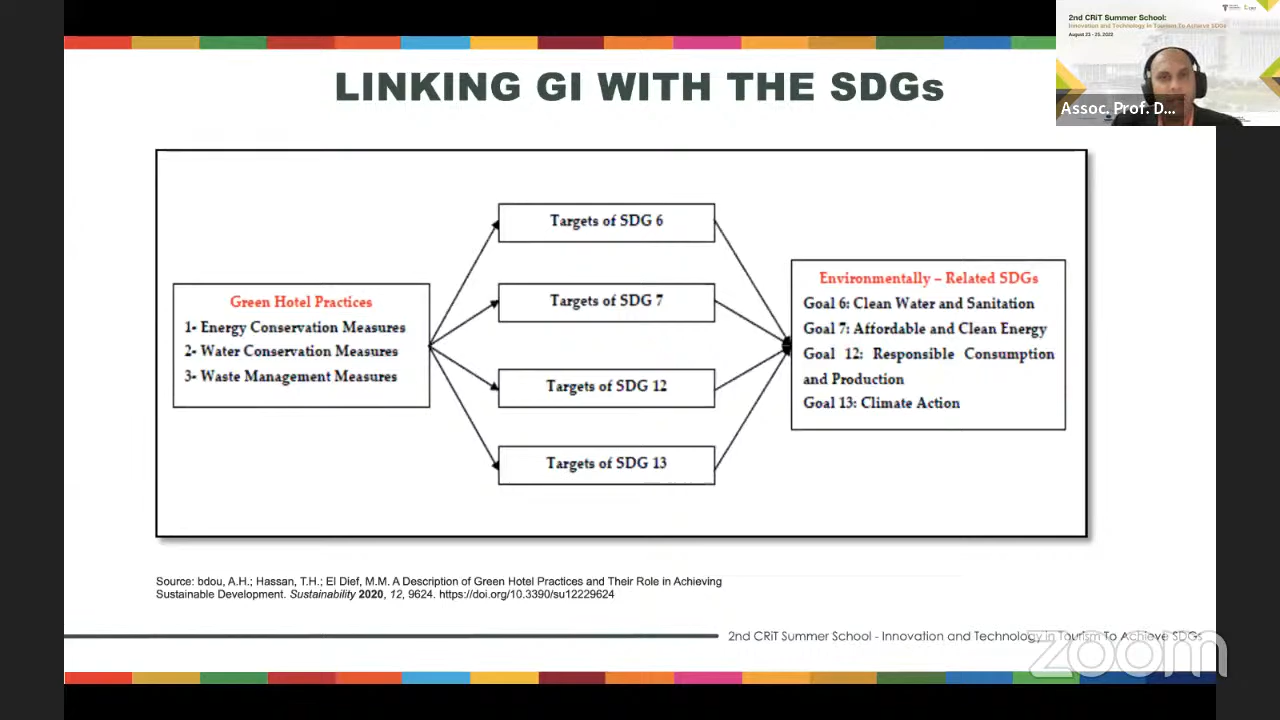 2nd CRiT Summer School:
Innovation and Technology in Tourism To Achieve SDGs
August 23 - 25, 2022
Assoc. Prof. D...
LINKING GI WITH THE SDGs
Green Hotel Practices
1- Energy Conservation Measures
2- Water Conservation Measures
3- Waste Management Measures
Targets of SDG 6
Targets of SDG 7
Targets of SDG 12
Targets of SDG 13
Environmentally – Related SDGs
Goal 6: Clean Water and Sanitation
Goal 7: Affordable and Clean Energy
Goal 12: Responsible Consumption
and Production
Goal 13: Climate Action
Source: bdou, A.H.; Hassan, T.H.; El Dief, M.M. A Description of Green Hotel Practices and Their Role in Achieving
Sustainable Development. Sustainability 2020, 12, 9624. https://doi.org/10.3390/su12229624
2nd CRiT Summer School - Innovation and Technology in Tourism To Achieve SDGs
zoom